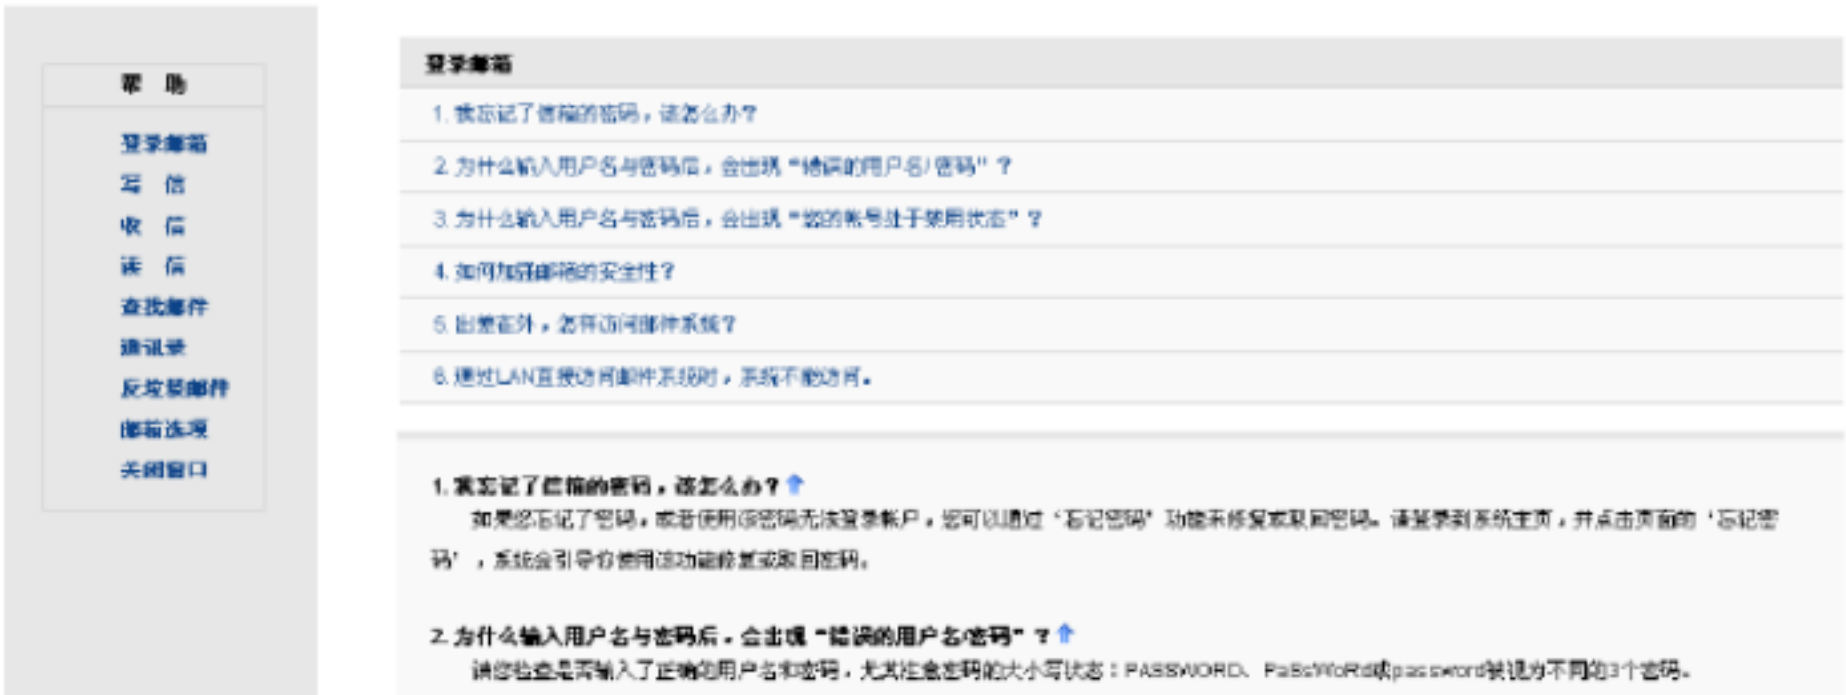 帮 助
登录邮箱
写 信
收 信
读 信
查找邮件
通讯录
反垃圾邮件
邮箱选项
关闭窗口
登录邮箱
1. 我忘记了信箱的密码，该怎么办？
2. 为什么输入用户名与密码后，会出现“错误的用户名/密码”？
3. 为什么输入用户名与密码后，会出现“您的帐号处于禁用状态”？
4. 如何加强邮箱的安全性？
5. 出差在外，怎样访问邮件系统？
6. 通过LAN直接访问邮件系统时，系统不能访问。
1. 我忘记了信箱的密码，该怎么办？
如果您忘记了密码，或者使用该密码无法登录帐户，您可以通过‘忘记密码’功能来修复或取回密码。请登录到系统主页，并点击页面的‘忘记密
码’，系统会引导你使用该功能修复或取回密码。
2. 为什么输入用户名与密码后，会出现“错误的用户名/密码”？
请您检查是否输入了正确的用户名和密码，尤其注意密码的大小写状态：PASSWORD、PaSsWoRd或password被视为不同的3个密码。